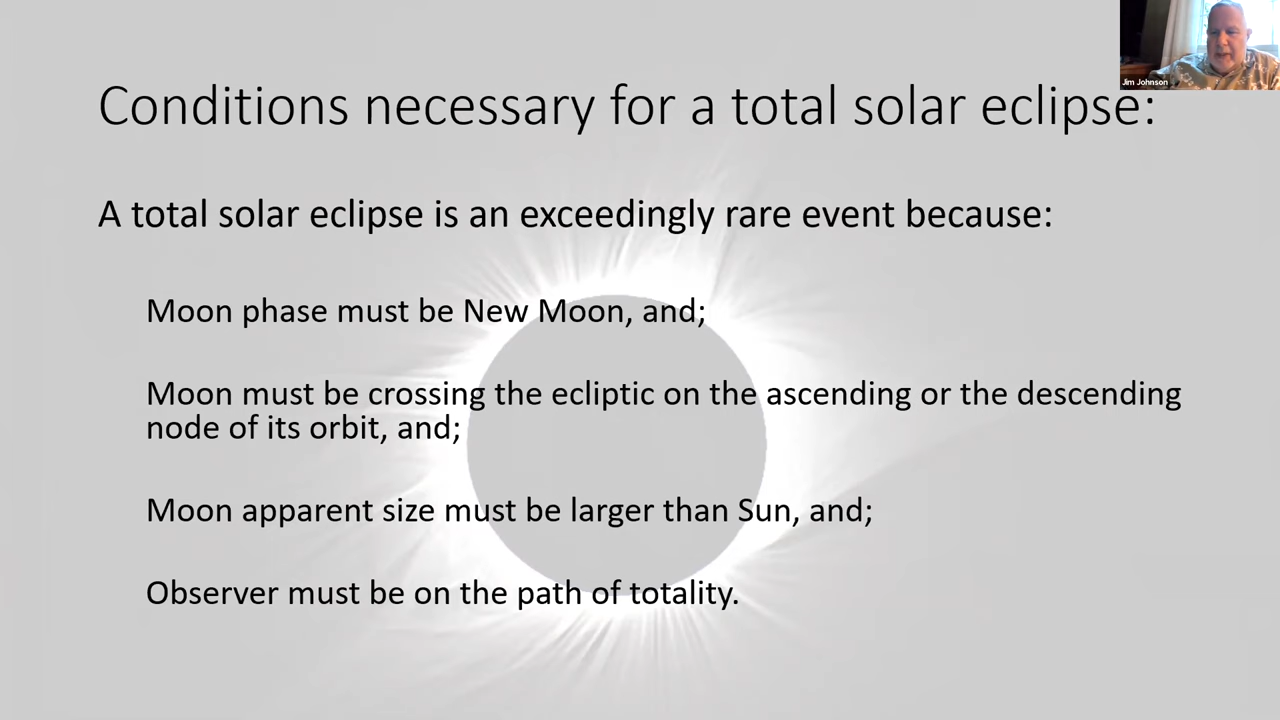 Jim Johnson
Conditions necessary for a total solar eclipse:
A total solar eclipse is an exceedingly rare event because:
Moon phase must be New Moon, and;
Moon must be crossing the ecliptic on the ascending or the descending
node of its orbit, and;
Moon apparent size must be larger than Sun, and;
Observer must be on the path of totality.